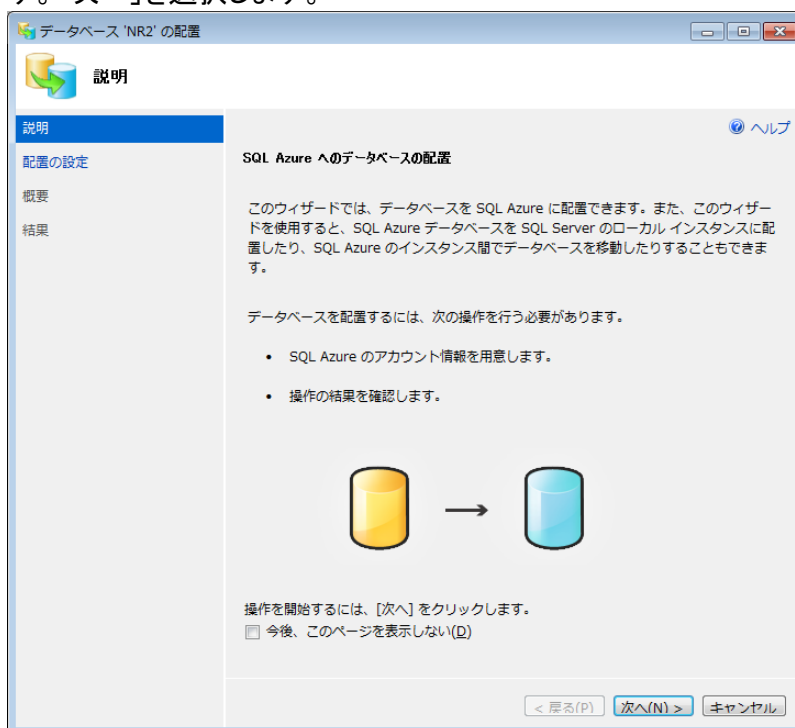 データベース 'NR2' の配置
説明
説明
ヘルプ
配置の設定
概要
結果
SQL Azure へのデータベースの配置
このウィザードでは、データベースを SQL Azure に配置できます。また、このウィザー
ドを使用すると、SQL Azure データベースを SQL Server のローカル インスタンスに配
置したり、SQL Azure のインスタンス間でデータベースを移動したりすることもできま
す。
データベースを配置するには、次の操作を行う必要があります。
• SQL Azure のアカウント情報を用意します。
• 操作の結果を確認します。
操作を開始するには、[次へ] をクリックします。
今後、このページを表示しない(D)
< 戻る(P)
次へ(N) >
キャンセル